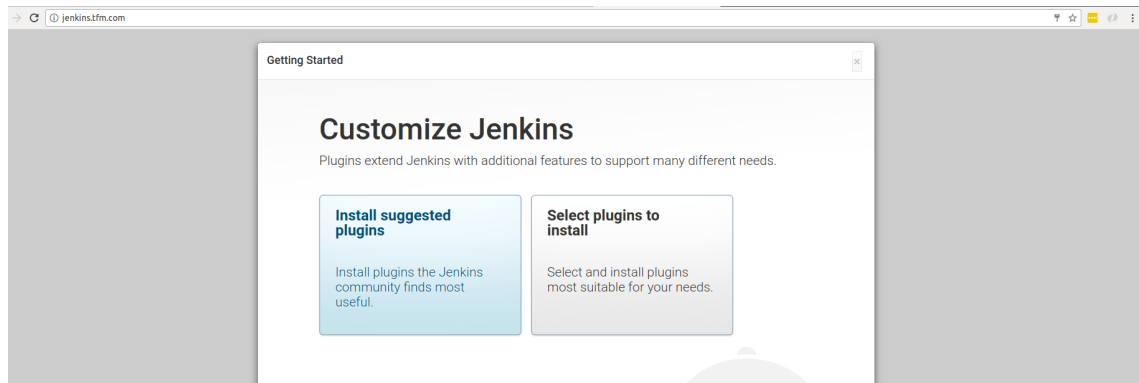 jenkins.tfm.com
Getting Started
×
Customize Jenkins
Plugins extend Jenkins with additional features to support many different needs.
Install suggested
plugins
Install plugins the Jenkins
community finds most
useful.
Select plugins to
install
Select and install plugins
most suitable for your needs.